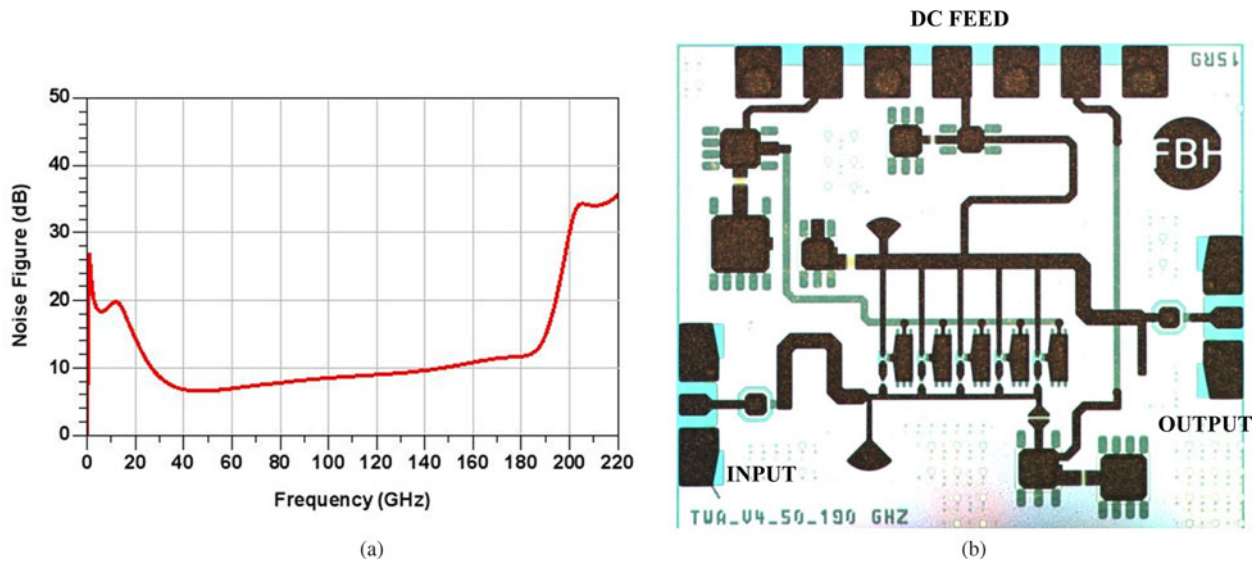 DC FEED
50
40
30
20
10
0
Noise Figure (dB)
0 20 40 60 80 100 120 140 160 180 200 220
Frequency (GHz)
(a)
FBH
INPUT
OUTPUT
TWA_V4_50_190 GHZ
(b)